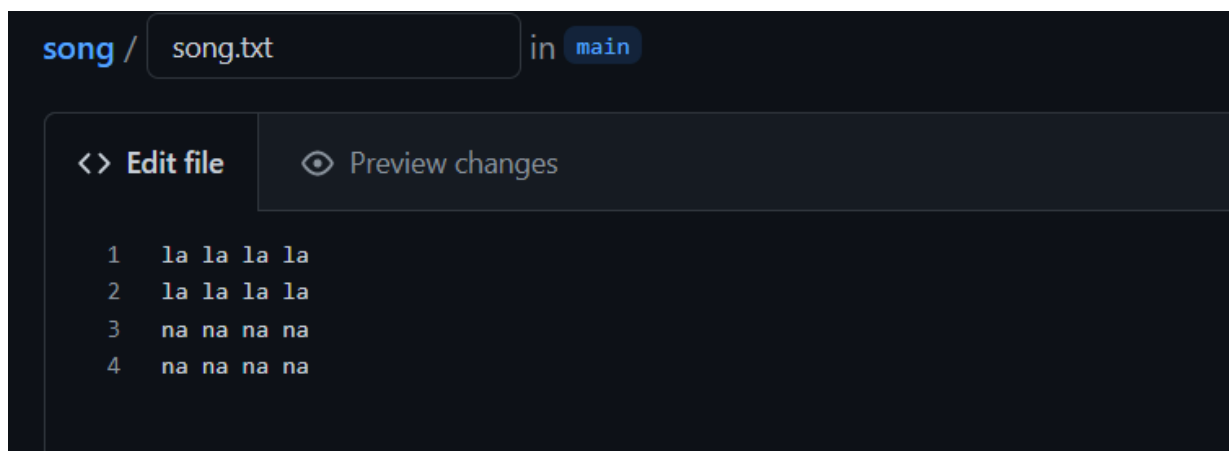 song / song.txt in main
<> Edit file Preview changes
1 la la la la
2 la la la la
3 na na na na
4 na na na na